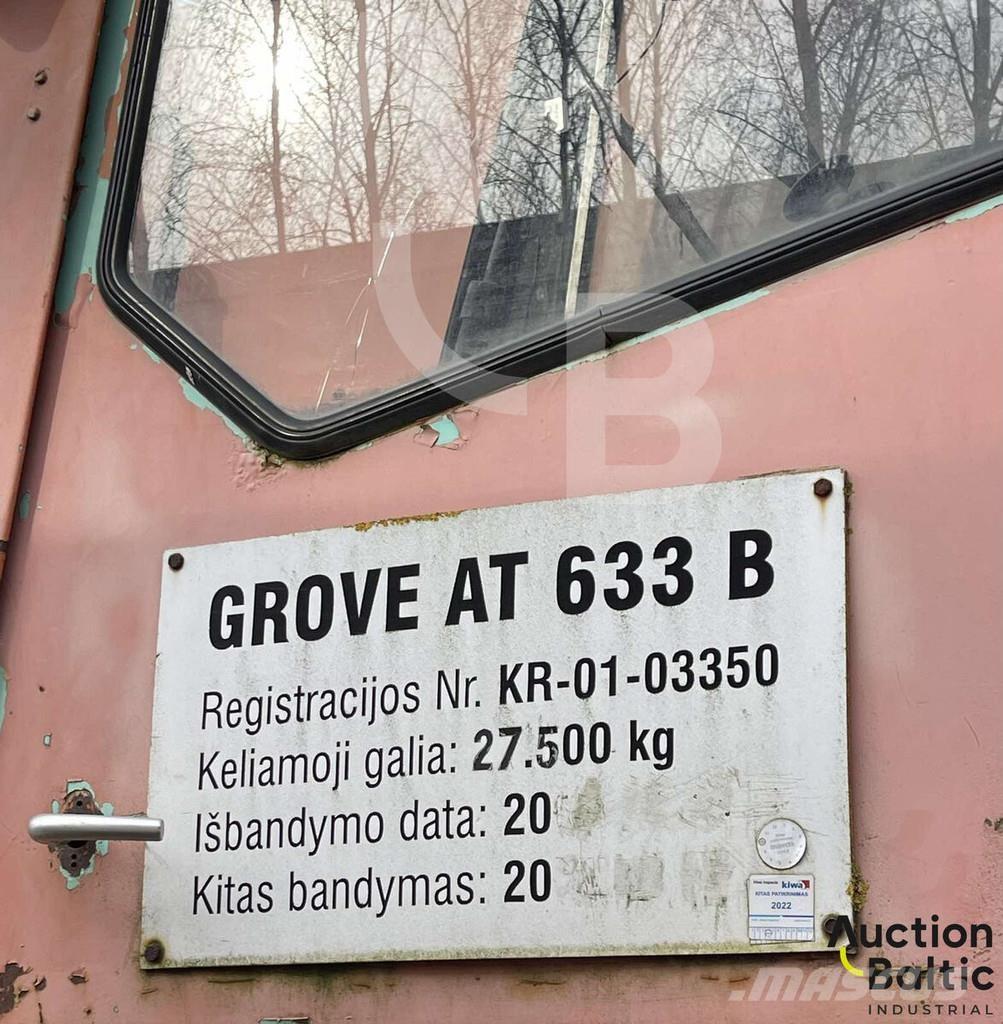 GROVE AT 633 B
Registracijos Nr. KR-01-03350
Keliamoji galia: 27.500 kg
Išbandymo data: 20
Kitas bandymas: 20
kiwa
KITAS PATIKRINIMAS
2022
B
Auction
Baltic
INDUSTRIAL